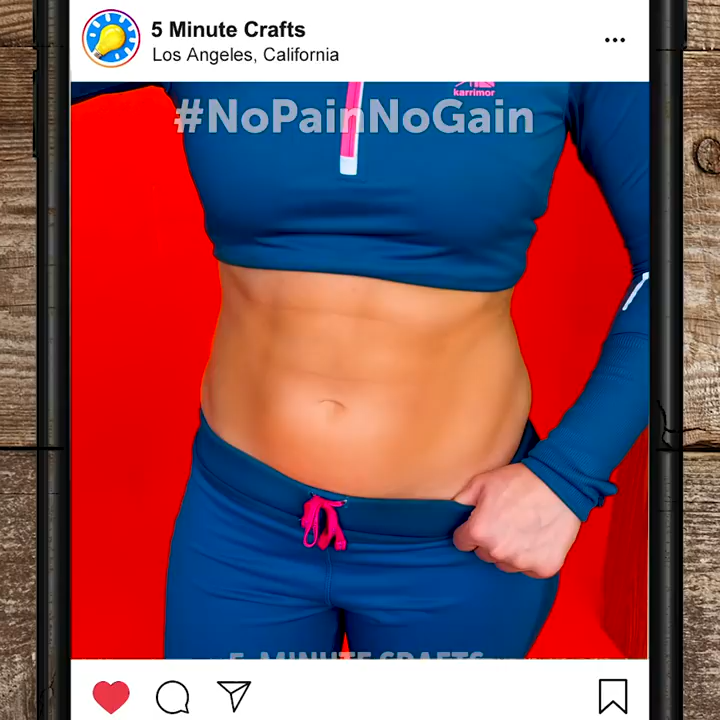 5 Minute Crafts
Los Angeles, California
karrimor
#NoPainNoGain
5-MINUTE CRAFTS